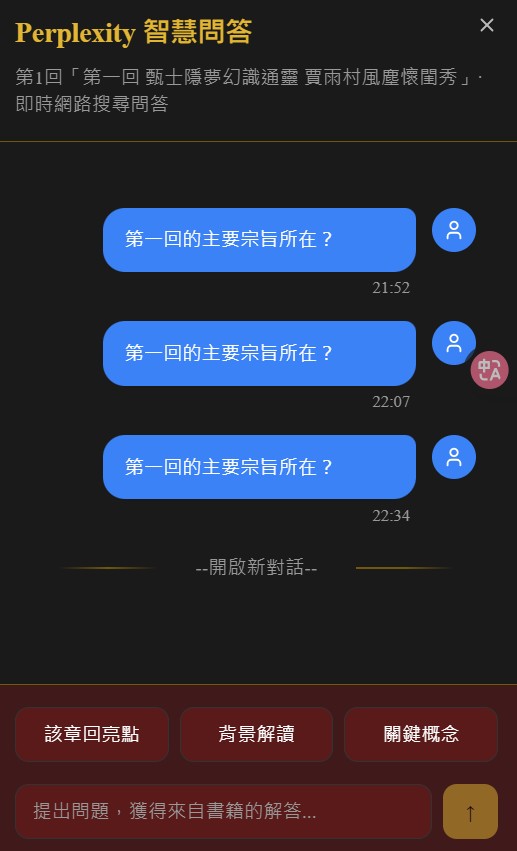 Perplexity 智慧問答
第1回「第一回 甄士隱夢幻識通靈 賈雨村風塵懷閨秀」·
即時網路搜尋問答
第一回的主要宗旨所在？
21:52
第一回的主要宗旨所在？
22:07
中A
第一回的主要宗旨所在？
22:34
--開啟新對話--
該章回亮點
背景解讀
關鍵概念
提出問題，獲得來自書籍的解答...
↑